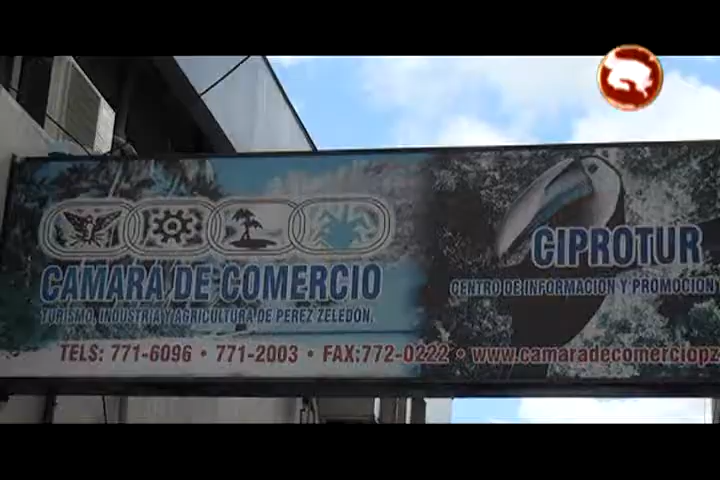 CAMARA DE COMERCIO
TURISMO, INDUSTRIA Y AGRICULTURA DE PEREZ ZELEDON.
CIPROTUR
CENTRO DE INFORMACION Y PROMOCION
TELS: 771-6096 • 771-2003 • FAX:772-0222 • www.camaradecomerciopz